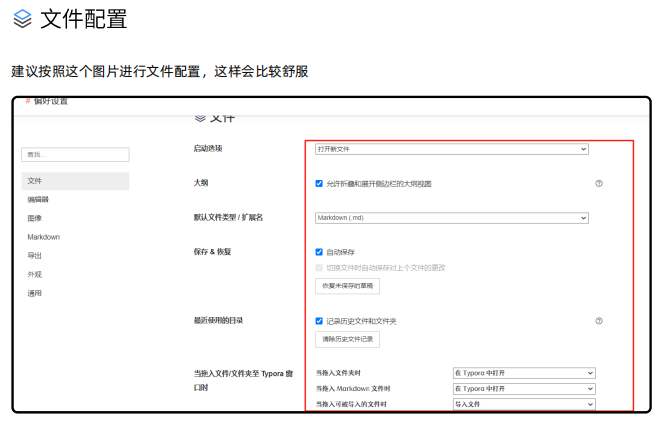 文件配置
建议按照这个图片进行文件配置，这样会比较舒服
# 偏好设置
文件
启动选项
打开新文件
查找...
文件
大纲
允许折叠和展开侧边栏的大纲视图
编辑器
图像
默认文件类型 / 扩展名
Markdown (.md)
Markdown
导出
保存 & 恢复
自动保存
切换文件时自动保存对上个文件的更改
外观
恢复未保存的草稿
通用
最近使用的目录
记录历史文件和文件夹
清除历史文件记录
当拖入文件/文件夹至 Typora 窗口时
当拖入文件夹时
在 Typora 中打开
当拖入 Markdown 文件时
在 Typora 中打开
当拖入可被导入的文件时
导入文件